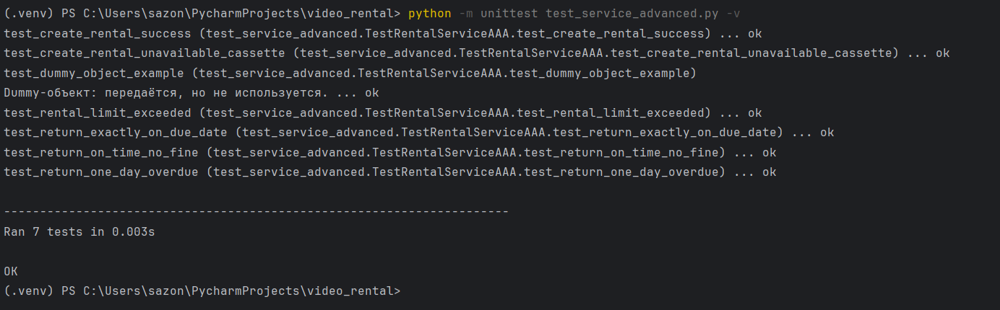 (.venv) PS C:\Users\sazon\PycharmProjects\video_rental> python -m unittest test_service_advanced.py -v
test_create_rental_success (test_service_advanced.TestRentalServiceAAA.test_create_rental_success) ... ok
test_create_rental_unavailable_cassette (test_service_advanced.TestRentalServiceAAA.test_create_rental_unavailable_cassette) ... ok
test_dummy_object_example (test_service_advanced.TestRentalServiceAAA.test_dummy_object_example)
Dummy-объект: передаётся, но не используется. ... ok
test_rental_limit_exceeded (test_service_advanced.TestRentalServiceAAA.test_rental_limit_exceeded) ... ok
test_return_exactly_on_due_date (test_service_advanced.TestRentalServiceAAA.test_return_exactly_on_due_date) ... ok
test_return_on_time_no_fine (test_service_advanced.TestRentalServiceAAA.test_return_on_time_no_fine) ... ok
test_return_one_day_overdue (test_service_advanced.TestRentalServiceAAA.test_return_one_day_overdue) ... ok
----------------------------------------------------------------------
Ran 7 tests in 0.003s
OK
(.venv) PS C:\Users\sazon\PycharmProjects\video_rental>